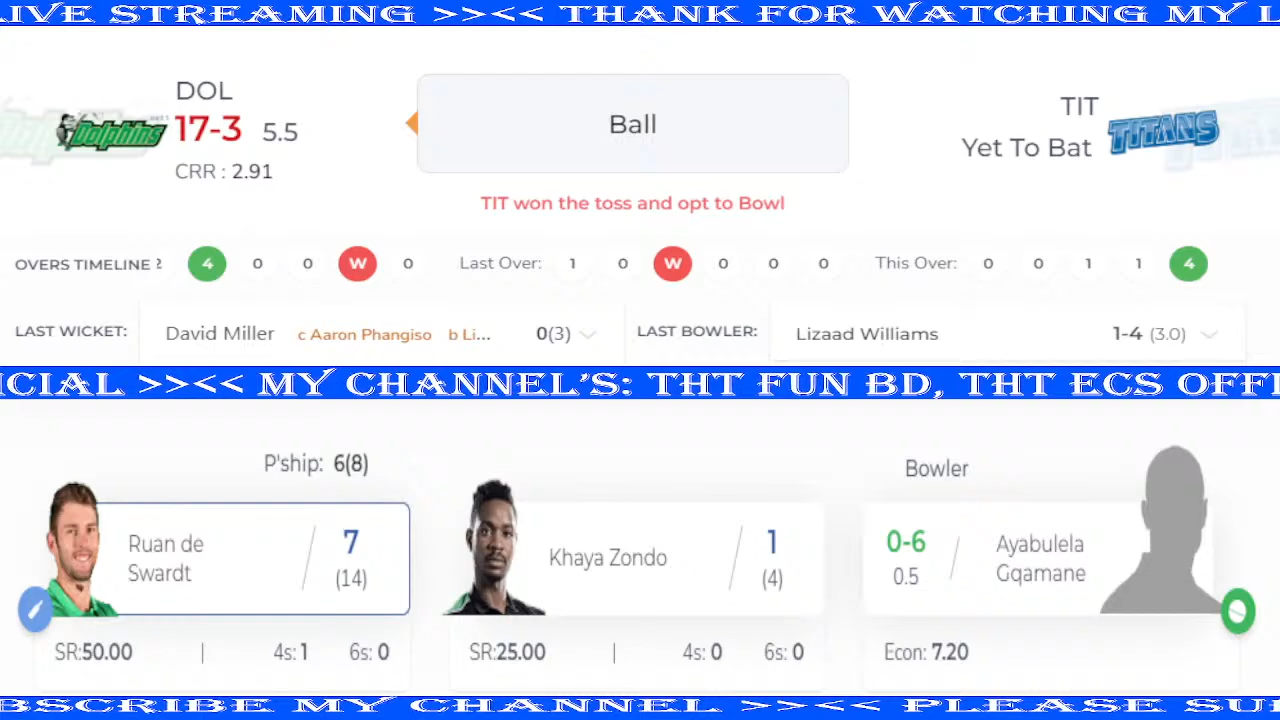 LIVE STREAMING >><< THANK FOR WATCHING MY L
DOL
17-3 5.5
CRR : 2.91
Dolphins
Ball
TIT
Yet To Bat
TITANS
TIT won the toss and opt to Bowl
OVERS TIMELINE 4 0 0 W 0 Last Over: 1 0 W 0 0 0 This Over: 0 0 1 1 4
LAST WICKET: David Miller c Aaron Phangiso b Li... 0(3) LAST BOWLER: Lizaad Williams 1-4 (3.0)
ICIAL >><< MY CHANNEL'S: THT FUN BD, THT ECS OFFI
P'ship: 6(8)
Bowler
Ruan de
Swardt
7
(14)
Khaya Zondo
1
(4)
0-6
0.5
Ayabulela
Gqamane
SR:50.00 | 4s: 1 6s: 0
SR:25.00 | 4s: 0 6s: 0
Econ: 7.20
BSCRIBE MY CHANNEL >><< PLEASE SU